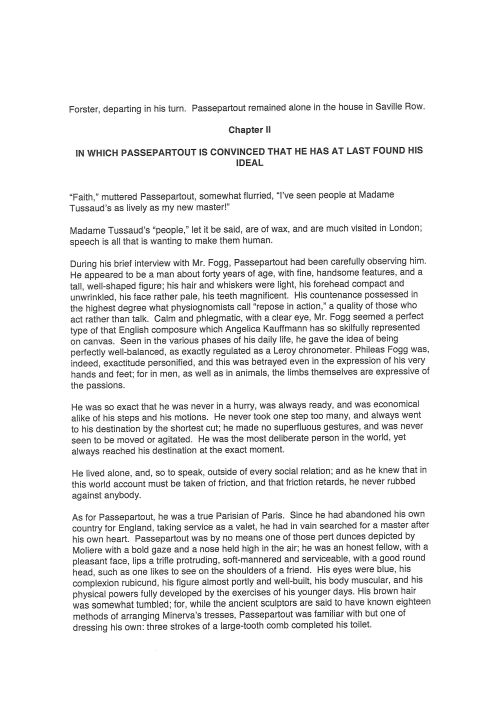 Forster, departing in his turn.  Passepartout remained alone in the house in Saville Row.
Chapter II
IN WHICH PASSEPARTOUT IS CONVINCED THAT HE HAS AT LAST FOUND HIS
IDEAL
“Faith,” muttered Passepartout, somewhat flurried, “I’ve seen people at Madame
Tussaud’s as lively as my new master!”
Madame Tussaud’s “people,” let it be said, are of wax, and are much visited in London;
speech is all that is wanting to make them human.
During his brief interview with Mr. Fogg, Passepartout had been carefully observing him.
He appeared to be a man about forty years of age, with fine, handsome features, and a
tall, well-shaped figure; his hair and whiskers were light, his forehead compact and
unwrinkled, his face rather pale, his teeth magnificent.  His countenance possessed in
the highest degree what physiognomists call “repose in action,” a quality of those who
act rather than talk.  Calm and phlegmatic, with a clear eye, Mr. Fogg seemed a perfect
type of that English composure which Angelica Kauffmann has so skilfully represented
on canvas.  Seen in the various phases of his daily life, he gave the idea of being
perfectly well-balanced, as exactly regulated as a Leroy chronometer.  Phileas Fogg was,
indeed, exactitude personified, and this was betrayed even in the expression of his very
hands and feet; for in men, as well as in animals, the limbs themselves are expressive of
the passions.
He was so exact that he was never in a hurry, was always ready, and was economical
alike of his steps and his motions.  He never took one step too many, and always went
to his destination by the shortest cut; he made no superfluous gestures, and was never
seen to be moved or agitated.  He was the most deliberate person in the world, yet
always reached his destination at the exact moment.
He lived alone, and, so to speak, outside of every social relation; and as he knew that in
this world account must be taken of friction, and that friction retards, he never rubbed
against anybody.
As for Passepartout, he was a true Parisian of Paris.  Since he had abandoned his own
country for England, taking service as a valet, he had in vain searched for a master after
his own heart.  Passepartout was by no means one of those pert dunces depicted by
Moliere with a bold gaze and a nose held high in the air; he was an honest fellow, with a
pleasant face, lips a trifle protruding, soft-mannered and serviceable, with a good round
head, such as one likes to see on the shoulders of a friend.  His eyes were blue, his
complexion rubicund, his figure almost portly and well-built, his body muscular, and his
physical powers fully developed by the exercises of his younger days. His brown hair
was somewhat tumbled; for, while the ancient sculptors are said to have known eighteen
methods of arranging Minerva’s tresses, Passepartout was familiar with but one of
dressing his own: three strokes of a large-tooth comb completed his toilet.